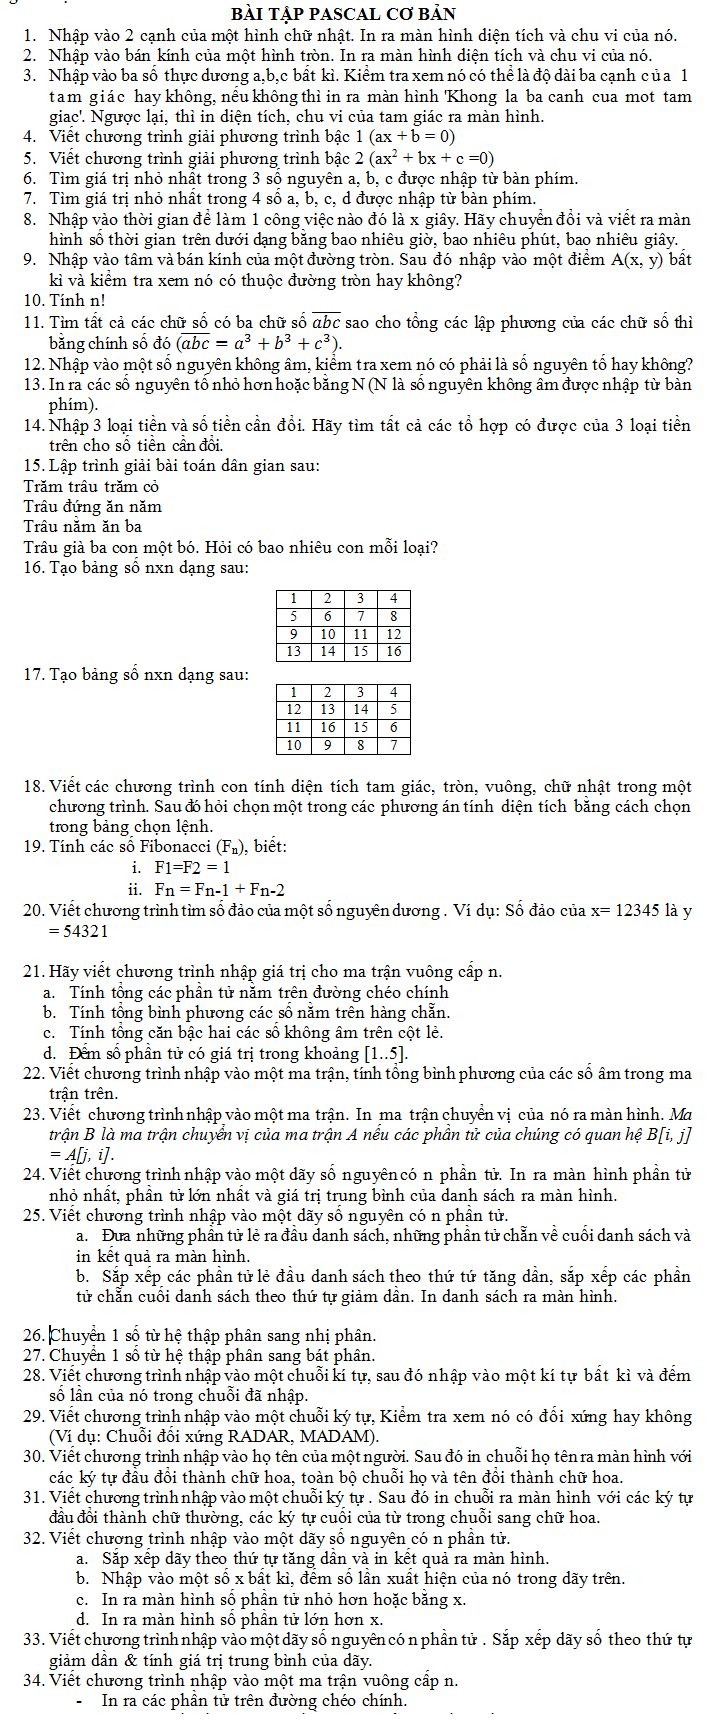 BÀI TẬP PASCAL CƠ BẢN
1. Nhập vào 2 cạnh của một hình chữ nhật. In ra màn hình diện tích và chu vi của nó.
2. Nhập vào bán kính của một hình tròn. In ra màn hình diện tích và chu vi của nó.
3. Nhập vào ba số thực dương a,b,c bất kì. Kiểm tra xem nó có thể là độ dài ba cạnh của 1
tam giác hay không, nếu không thì in ra màn hình 'Khong la ba canh cua mot tam
giac'. Ngược lại, thì in diện tích, chu vi của tam giác ra màn hình.
4. Viết chương trình giải phương trình bậc 1 (ax + b = 0)
5. Viết chương trình giải phương trình bậc 2 (ax² + bx + c =0)
6. Tìm giá trị nhỏ nhất trong 3 số nguyên a, b, c được nhập từ bàn phím.
7. Tìm giá trị nhỏ nhất trong 4 số a, b, c, d được nhập từ bàn phím.
8. Nhập vào thời gian để làm 1 công việc nào đó là x giây. Hãy chuyển đổi và viết ra màn
hình số thời gian trên dưới dạng bằng bao nhiêu giờ, bao nhiêu phút, bao nhiêu giây.
9. Nhập vào tâm và bán kính của một đường tròn. Sau đó nhập vào một điểm A(x, y) bất
kì và kiểm tra xem nó có thuộc đường tròn hay không?
10. Tính n!
11. Tìm tất cả các chữ số có ba chữ số abc sao cho tổng các lập phương của các chữ số thì
bằng chính số đó (abc = a³ + b³ + c³).
12. Nhập vào một số nguyên không âm, kiểm tra xem nó có phải là số nguyên tố hay không?
13. In ra các số nguyên tố nhỏ hơn hoặc bằng N (N là số nguyên không âm được nhập từ bàn
phím).
14. Nhập 3 loại tiền và số tiền cần đổi. Hãy tìm tất cả các tổ hợp có được của 3 loại tiền
trên cho số tiền cần đổi.
15. Lập trình giải bài toán dân gian sau:
Trăm trâu trăm cỏ
Trâu đứng ăn năm
Trâu nằm ăn ba
Trâu già ba con một bó. Hỏi có bao nhiêu con mỗi loại?
16. Tạo bảng số nxn dạng sau:
1 2 3 4
5 6 7 8
9 10 11 12
13 14 15 16
17. Tạo bảng số nxn dạng sau:
1 2 3 4
12 13 14 5
11 16 15 6
10 9 8 7
18. Viết các chương trình con tính diện tích tam giác, tròn, vuông, chữ nhật trong một
chương trình. Sau đó hỏi chọn một trong các phương án tính diện tích bằng cách chọn
trong bảng chọn lệnh.
19. Tính các số Fibonacci (Fₙ), biết:
i. F1=F2 = 1
ii. Fn = Fn-1 + Fn-2
20. Viết chương trình tìm số đảo của một số nguyên dương . Ví dụ: Số đảo của x= 12345 là y
= 54321
21. Hãy viết chương trình nhập giá trị cho ma trận vuông cấp n.
a. Tính tổng các phần tử nằm trên đường chéo chính
b. Tính tổng bình phương các số nằm trên hàng chẵn.
c. Tính tổng căn bậc hai các số không âm trên cột lẻ.
d. Đếm số phần tử có giá trị trong khoảng [1..5].
22. Viết chương trình nhập vào một ma trận, tính tổng bình phương của các số âm trong ma
trận trên.
23. Viết chương trình nhập vào một ma trận. In ma trận chuyển vị của nó ra màn hình. Ma
trận B là ma trận chuyển vị của ma trận A nếu các phần tử của chúng có quan hệ B[i, j]
= A[j, i].
24. Viết chương trình nhập vào một dãy số nguyên có n phần tử. In ra màn hình phần tử
nhỏ nhất, phần tử lớn nhất và giá trị trung bình của danh sách ra màn hình.
25. Viết chương trình nhập vào một dãy số nguyên có n phần tử.
a. Đưa những phần tử lẻ ra đầu danh sách, những phần tử chẵn về cuối danh sách và
in kết quả ra màn hình.
b. Sắp xếp các phần tử lẻ đầu danh sách theo thứ tứ tăng dần, sắp xếp các phần
tử chẵn cuối danh sách theo thứ tự giảm dần. In danh sách ra màn hình.
26. Chuyển 1 số từ hệ thập phân sang nhị phân.
27. Chuyển 1 số từ hệ thập phân sang bát phân.
28. Viết chương trình nhập vào một chuỗi kí tự, sau đó nhập vào một kí tự bất kì và đếm
số lần của nó trong chuỗi đã nhập.
29. Viết chương trình nhập vào một chuỗi ký tự, Kiểm tra xem nó có đối xứng hay không
(Ví dụ: Chuỗi đối xứng RADAR, MADAM).
30. Viết chương trình nhập vào họ tên của một người. Sau đó in chuỗi họ tên ra màn hình với
các ký tự đầu đổi thành chữ hoa, toàn bộ chuỗi họ và tên đổi thành chữ hoa.
31. Viết chương trình nhập vào một chuỗi ký tự . Sau đó in chuỗi ra màn hình với các ký tự
đầu đổi thành chữ thường, các ký tự cuối của từ trong chuỗi sang chữ hoa.
32. Viết chương trình nhập vào một dãy số nguyên có n phần tử.
a. Sắp xếp dãy theo thứ tự tăng dần và in kết quả ra màn hình.
b. Nhập vào một số x bất kì, đếm số lần xuất hiện của nó trong dãy trên.
c. In ra màn hình số phần tử nhỏ hơn hoặc bằng x.
d. In ra màn hình số phần tử lớn hơn x.
33. Viết chương trình nhập vào một dãy số nguyên có n phần tử . Sắp xếp dãy số theo thứ tự
giảm dần & tính giá trị trung bình của dãy.
34. Viết chương trình nhập vào một ma trận vuông cấp n.
- In ra các phần tử trên đường chéo chính.